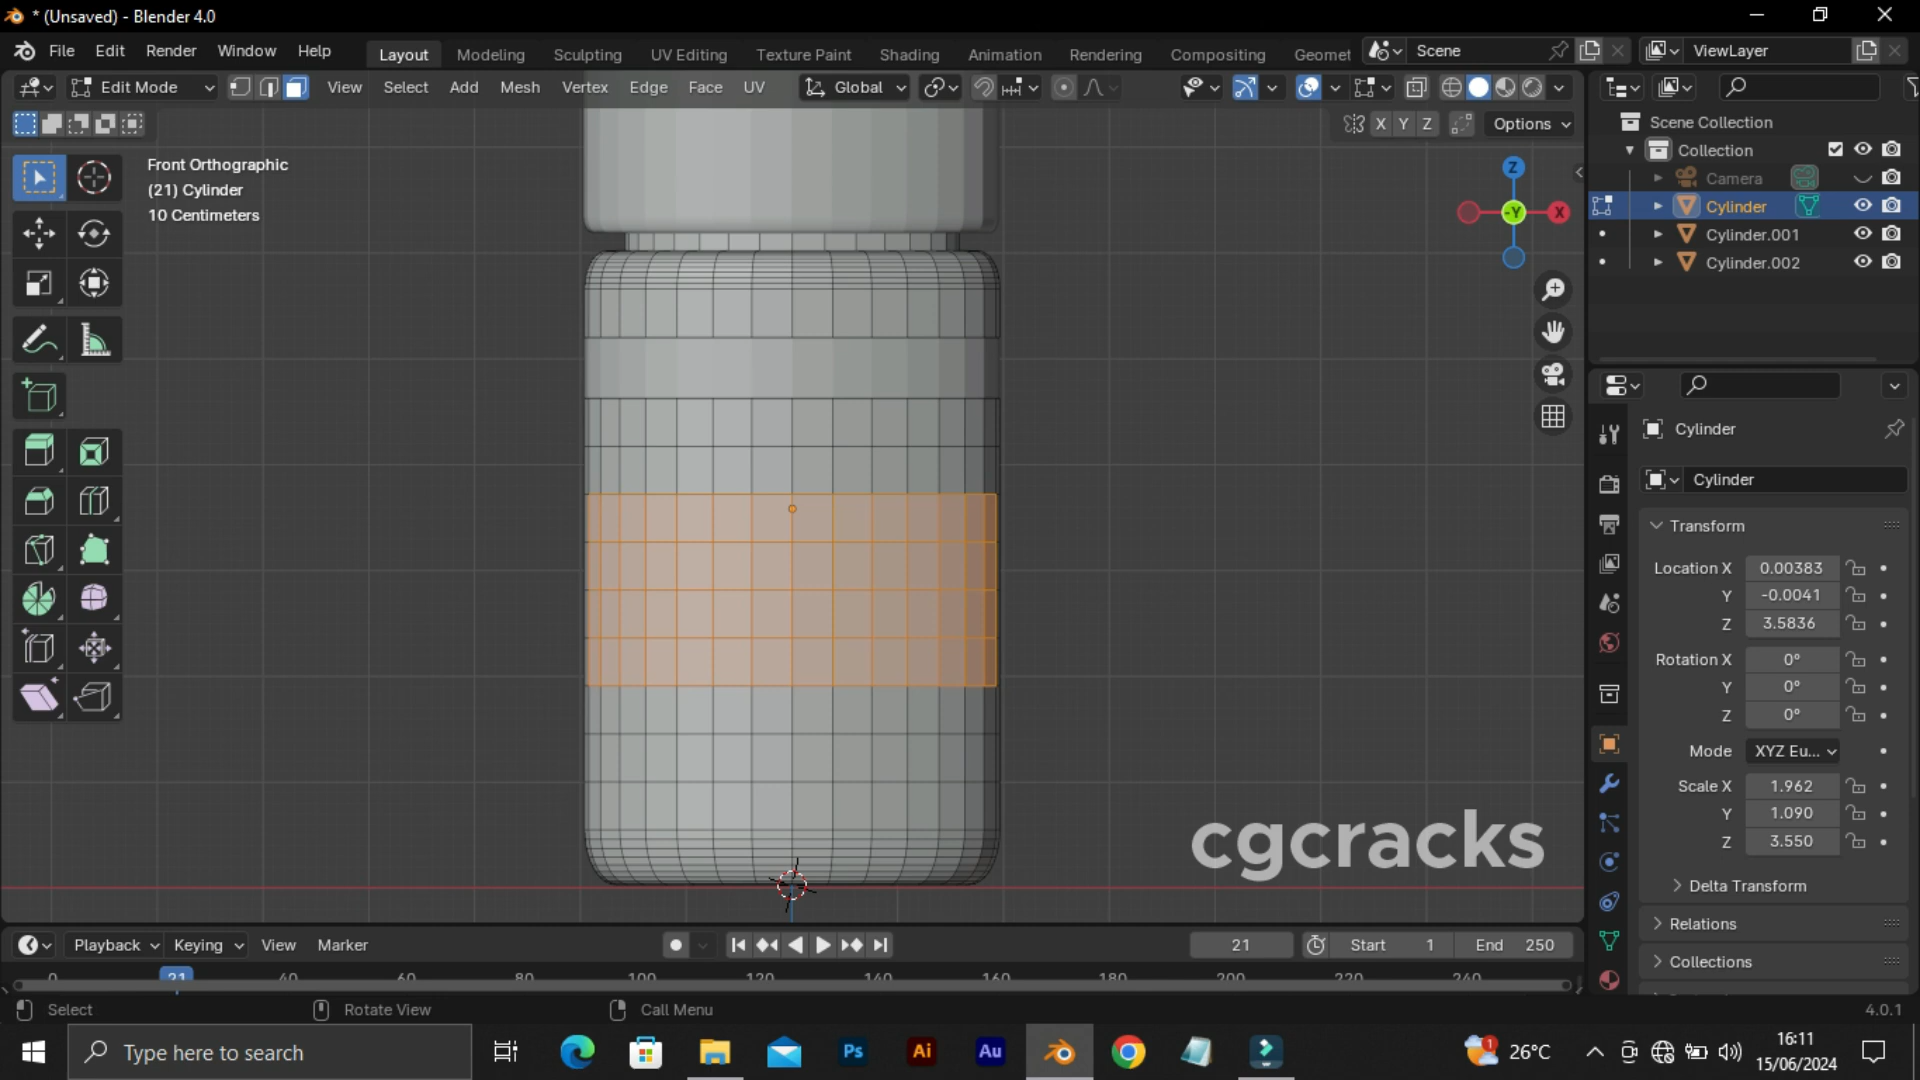 * (Unsaved) - Blender 4.0
File Edit Render Window Help
Layout Modeling Sculpting UV Editing Texture Paint Shading Animation Rendering Compositing Geomet
Scene
ViewLayer
Edit Mode
View Select Add Mesh Vertex Edge Face UV
Global
X Y Z
Options
Front Orthographic
(21) Cylinder
10 Centimeters
Z
-Y
X
Scene Collection
Collection
Camera
Cylinder
Cylinder.001
Cylinder.002
Cylinder
Cylinder
Transform
Location X 0.00383
Y -0.0041
Z 3.5836
Rotation X 0°
Y 0°
Z 0°
Mode XYZ Eu...
Scale X 1.962
Y 1.090
Z 3.550
Delta Transform
Relations
Collections
cgcracks
Playback Keying View Marker
21
Start 1
End 250
0 21 40 60 80 100 120 140 160 180 200 220 240
Select
Rotate View
Call Menu
4.0.1
Type here to search
Ps
Ai
Au
1
26°C
16:11
15/06/2024